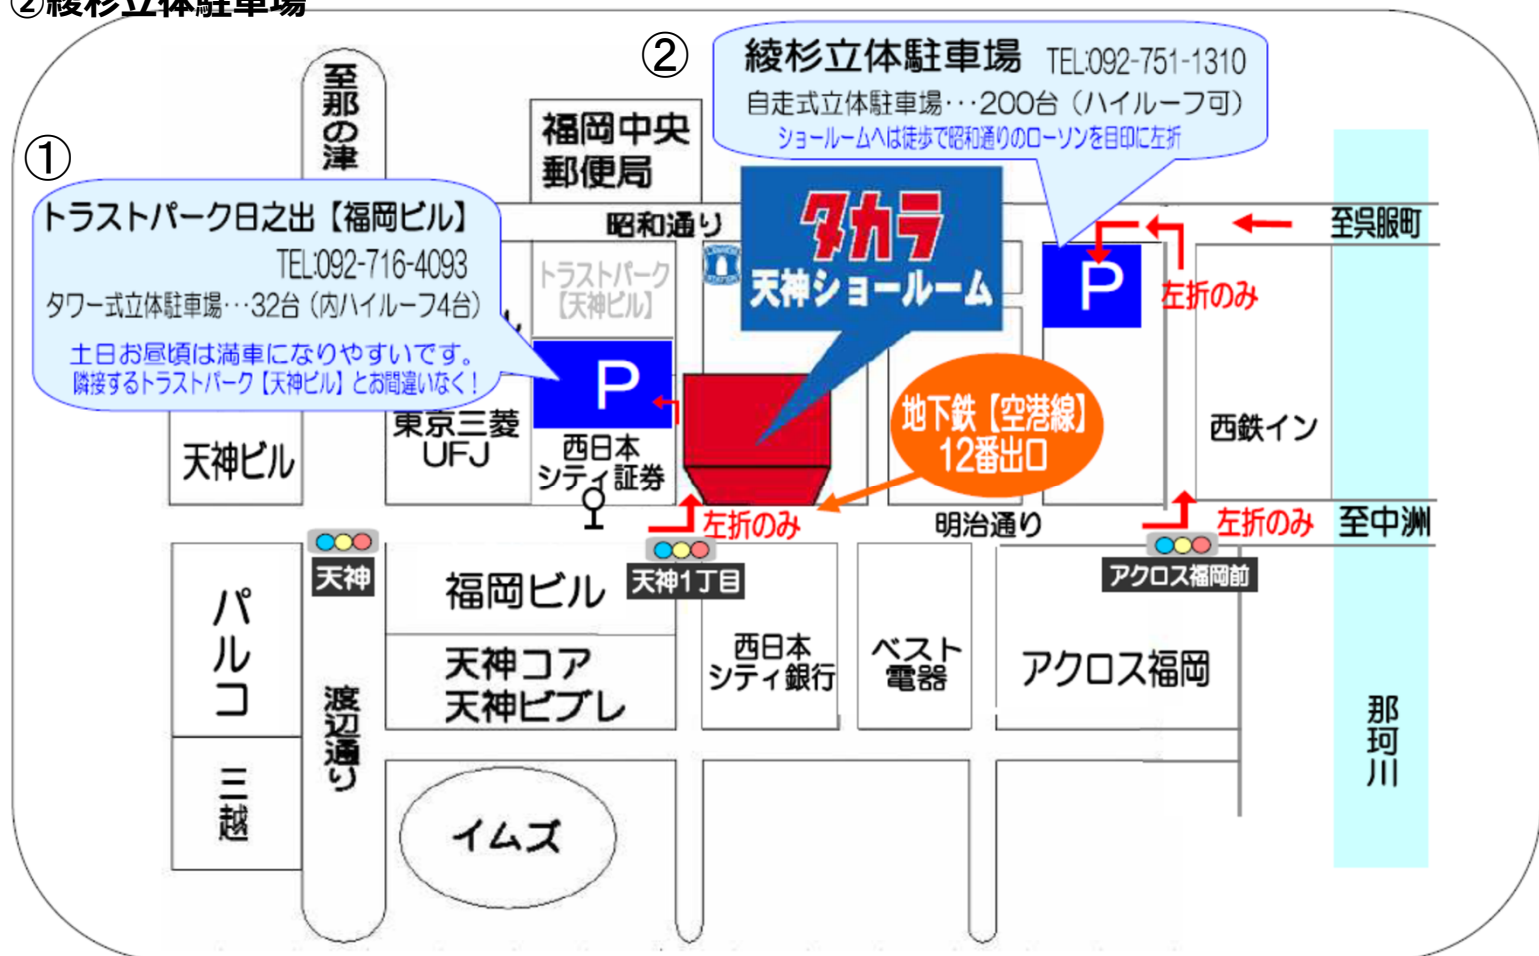 ②綾杉立体駐車場
②
綾杉立体駐車場 TEL:092-751-1310
自走式立体駐車場･･･200台（ハイルーフ可）
ショールームへは徒歩で昭和通りのローソンを目印に左折
至那の津
福岡中央
郵便局
①
トラストパーク日之出【福岡ビル】
TEL:092-716-4093
タワー式立体駐車場･･･32台（内ハイルーフ4台）
土日お昼頃は満車になりやすいです。
隣接するトラストパーク【天神ビル】とお間違いなく！
昭和通り
タカラ
天神ショールーム
至呉服町
トラストパーク
【天神ビル】
P
左折のみ
P
地下鉄【空港線】
12番出口
天神ビル
東京三菱
UFJ
西日本
シティ証券
西鉄イン
左折のみ
明治通り
左折のみ
至中洲
天神
天神1丁目
アクロス福岡前
パルコ
福岡ビル
天神コア
天神ビブレ
西日本
シティ銀行
ベスト
電器
アクロス福岡
渡辺通り
那珂川
三越
イムズ